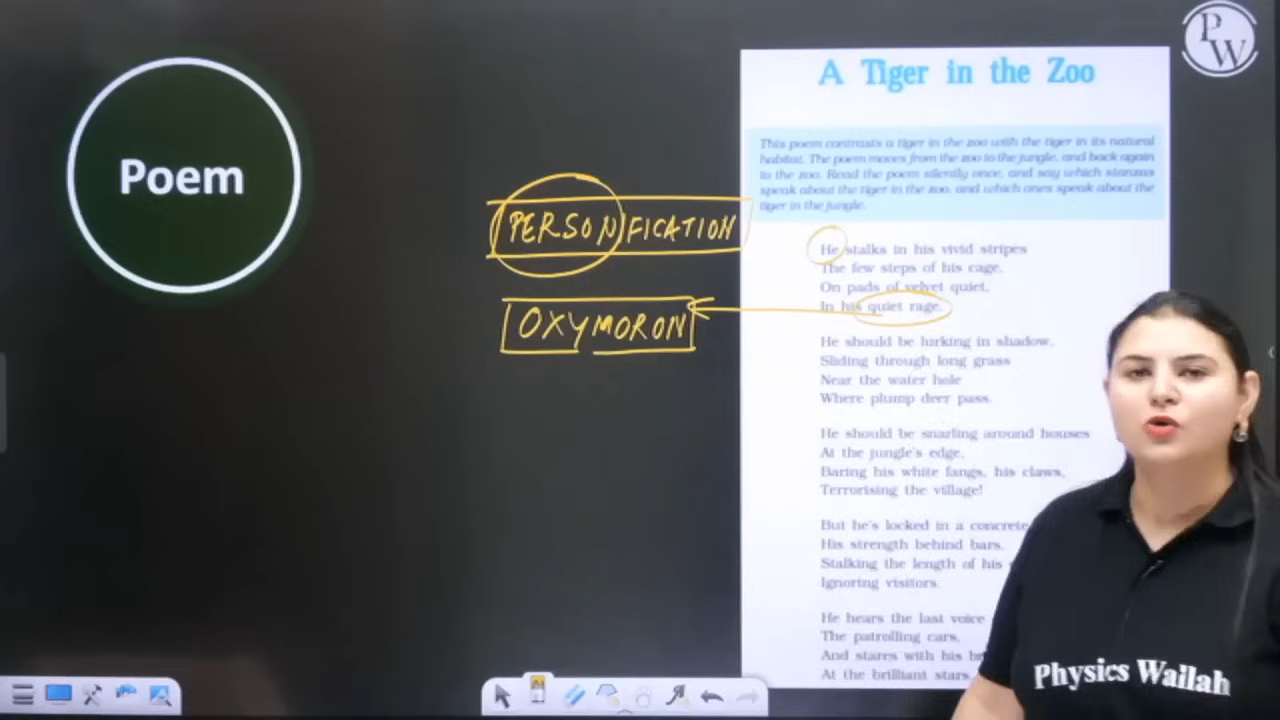 Poem
PERSONIFICATION
OXYMORON
PW
A Tiger in the Zoo
This poem contrasts a tiger in the zoo with the tiger in its natural
habitat. The poem moves from the zoo to the jungle, and back again
to the zoo. Read the poem silently once, and say which stanzas
speak about the tiger in the zoo, and which ones speak about the
tiger in the jungle.
He stalks in his vivid stripes
The few steps of his cage,
On pads of velvet quiet,
In his quiet rage.
He should be lurking in shadow,
Sliding through long grass
Near the water hole
Where plump deer pass.
He should be snarling around houses
At the jungle's edge,
Baring his white fangs, his claws,
Terrorising the village!
But he's locked in a concrete
His strength behind bars,
Stalking the length of his
Ignoring visitors.
He hears the last voice
The patrolling cars,
And stares with his
At the brilliant stars.
Physics Wallah